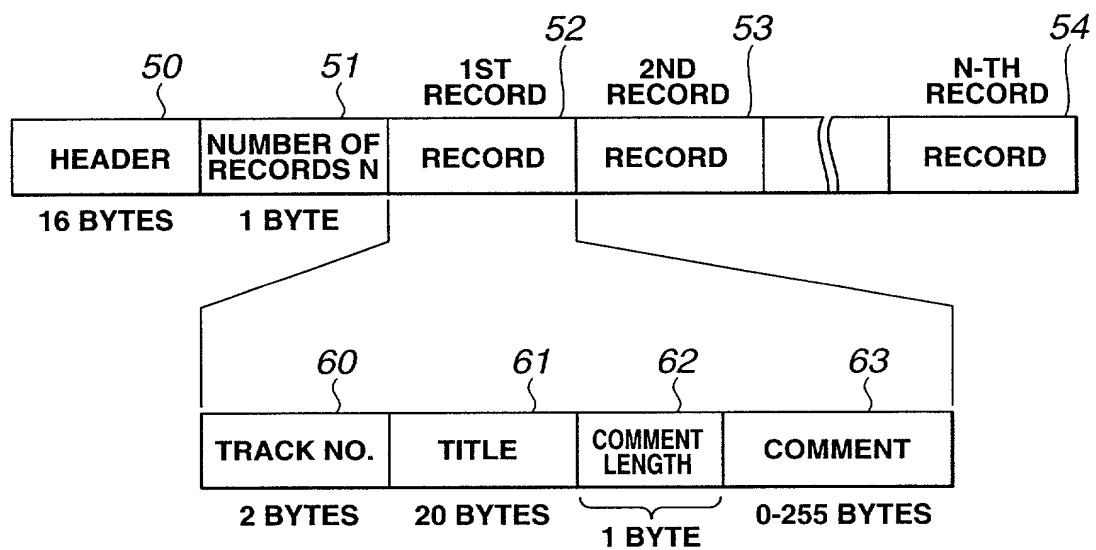 50
51
52
53
54
1ST
RECORD
2ND
RECORD
N-TH
RECORD
HEADER
NUMBER OF
RECORDS N
RECORD
RECORD
RECORD
16 BYTES
1 BYTE
60
61
62
63
TRACK NO.
TITLE
COMMENT
LENGTH
COMMENT
2 BYTES
20 BYTES
1 BYTE
0-255 BYTES